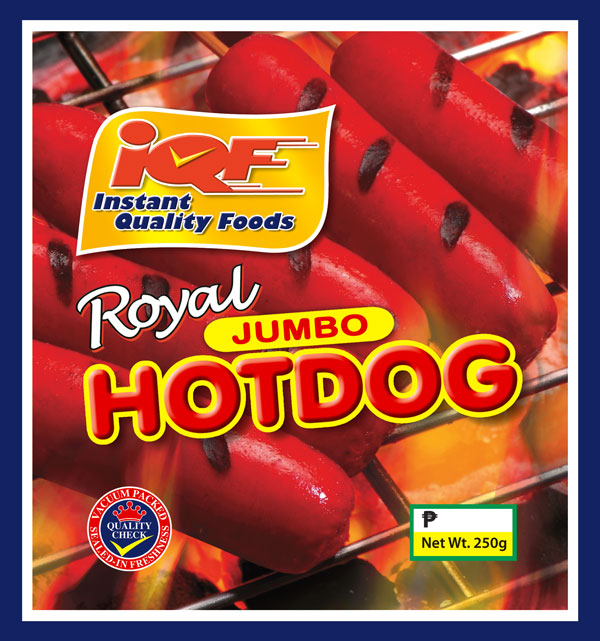 iQF
Instant
Quality Foods
Royal
JUMBO
HOTDOG
VACUUM PACKED
QUALITY
CHECK
SEALED-IN FRESHNESS
₱
Net Wt. 250g